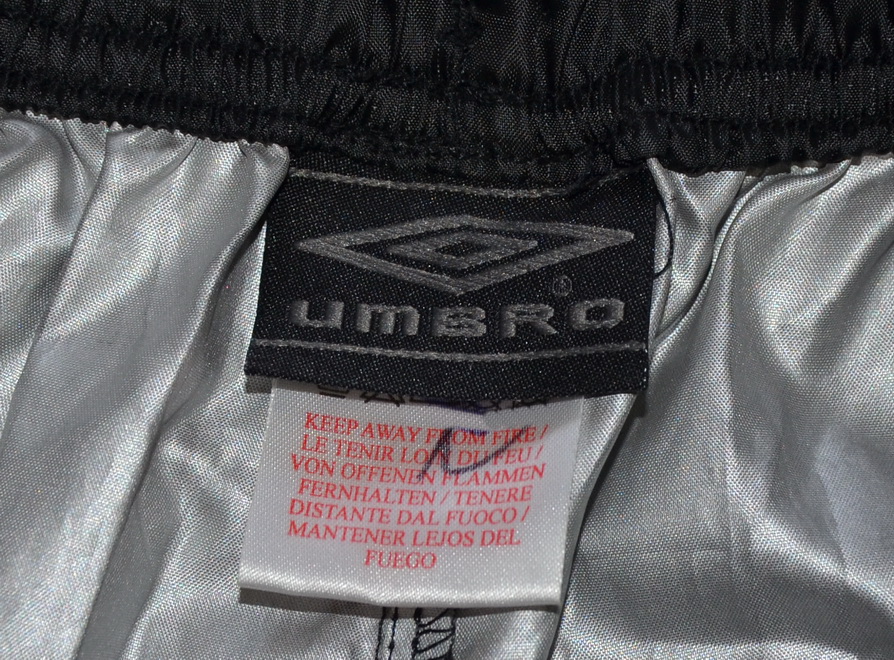 UMBRO ®
KEEP AWAY FROM FIRE /
LE TENIR LOIN DU FEU /
VON OFFENEN FLAMMEN
FERNHALTEN / TENERE
DISTANTE DAL FUOCO /
MANTENER LEJOS DEL
FUEGO